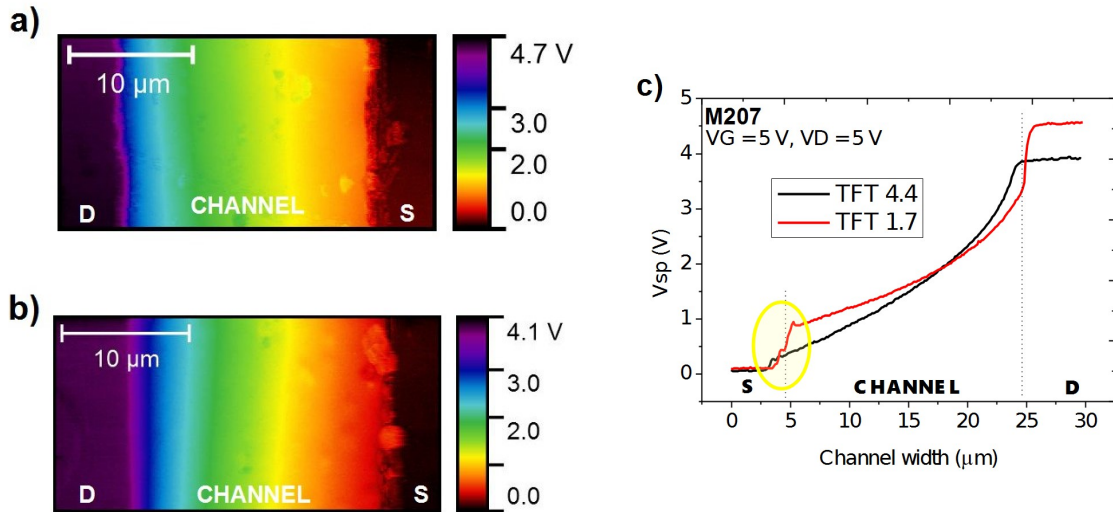 a)
10 µm
D
CHANNEL
S
4.7 V
3.0
2.0
0.0
b)
10 µm
D
CHANNEL
S
4.1 V
3.0
2.0
0.0
c)
M207
VG =5 V, VD =5 V
TFT 4.4
TFT 1.7
Vsp (V)
5
4
3
2
1
0
S
CHANNEL
D
0 5 10 15 20 25 30
Channel width (µm)